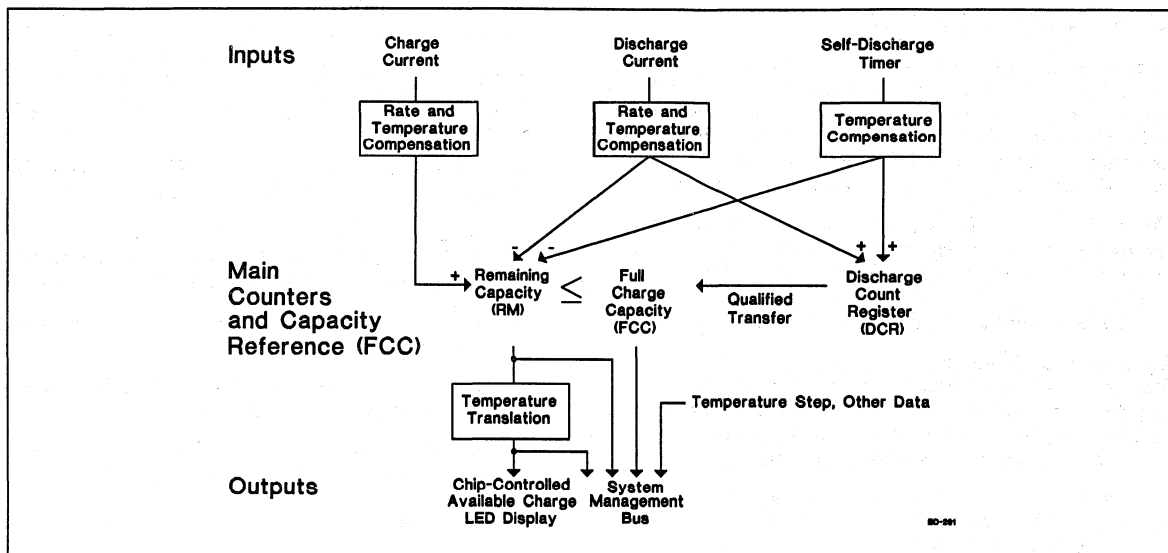 Inputs
Charge
Current
Discharge
Current
Self-Discharge
Timer
Rate and
Temperature
Compensation
Rate and
Temperature
Compensation
Temperature
Compensation
-
-
+
+
Main
Counters
and Capacity
Reference (FCC)
+
Remaining
Capacity
(RM)
≤
Full
Charge
Capacity
(FCC)
Qualified
Transfer
Discharge
Count
Register
(DCR)
Temperature
Translation
Temperature Step, Other Data
Outputs
Chip-Controlled
Available Charge
LED Display
System
Management
Bus